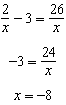 2/x − 3 = 26/x
−3 = 24/x
x = −8